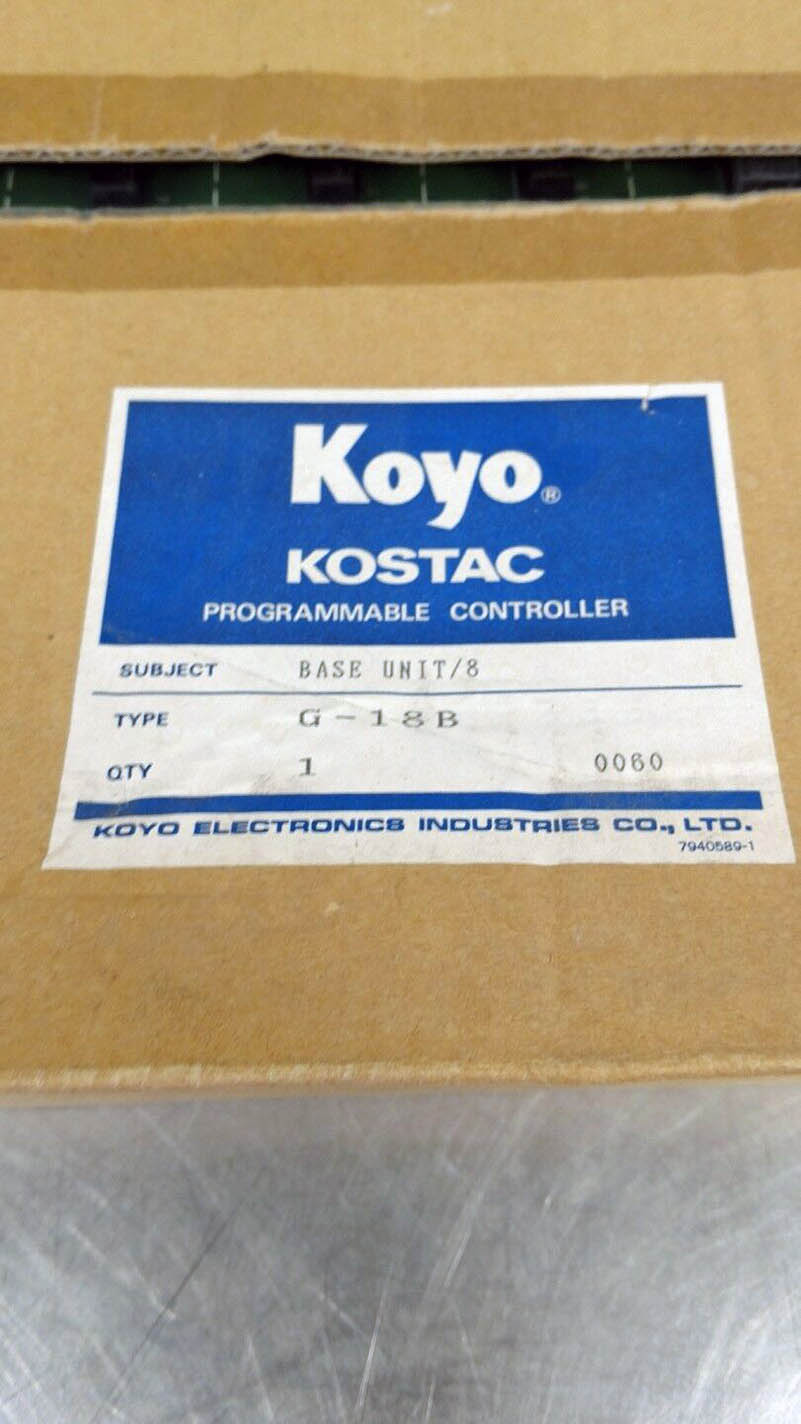 Koyo®
KOSTAC
PROGRAMMABLE CONTROLLER
SUBJECT BASE UNIT/8
TYPE G-18B
QTY 1 0060
KOYO ELECTRONICS INDUSTRIES CO., LTD.
7940589-1